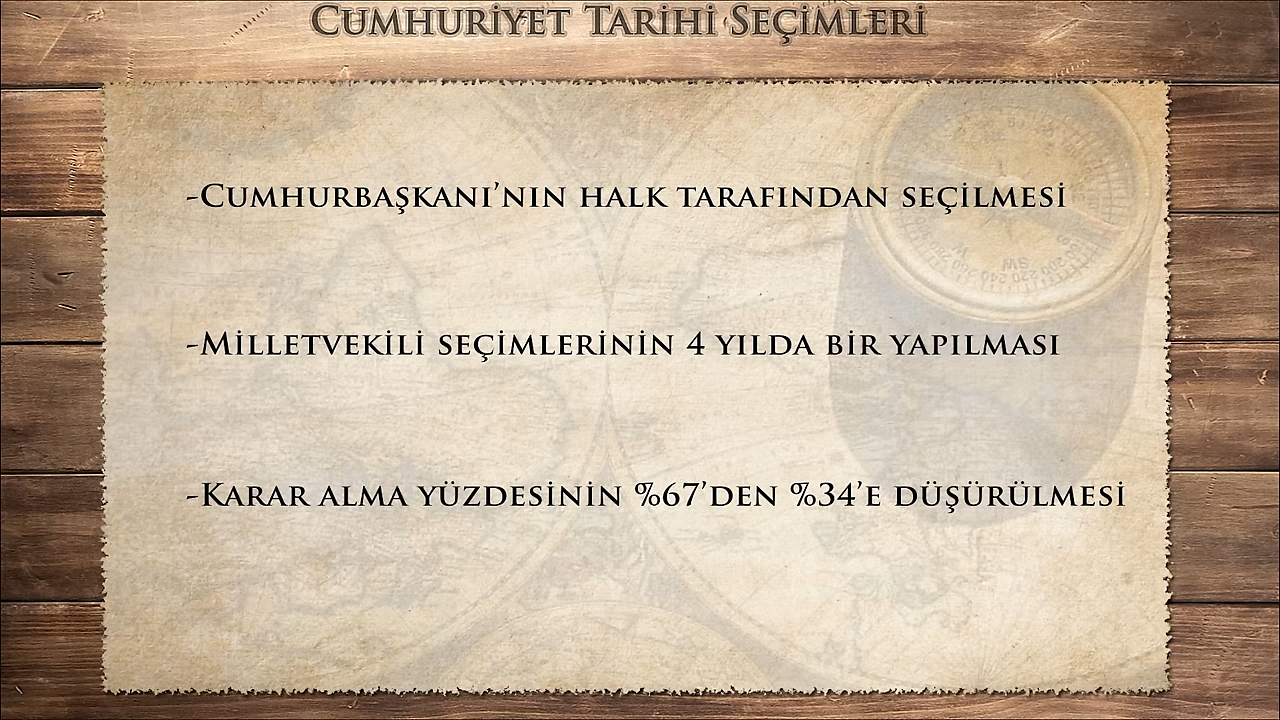 Cumhuriyet Tarihi Seçimleri
-Cumhurbaşkanı’nın halk tarafından seçilmesi
-Milletvekili seçimlerinin 4 yılda bir yapılması
-Karar alma yüzdesinin %67’den %34’e düşürülmesi